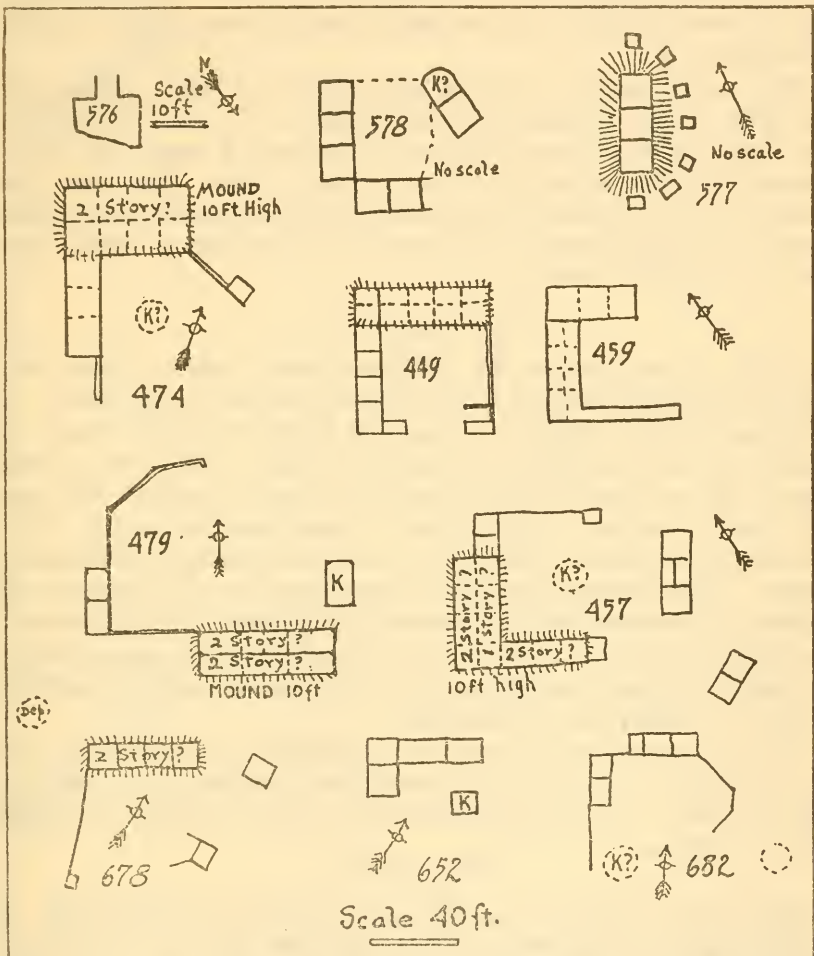 576
Scale
10ft
N
578
K?
No scale
577
No scale
2 Story?
MOUND
10 Ft High
K?
474
449
459
479
K
2 Story ?
2 Story ?
MOUND 10ft
2 Story ?
1 Story ?
K?
457
2 Story ?
10ft high
Dep
2 Story ?
678
K
652
K?
682
Scale 40ft.